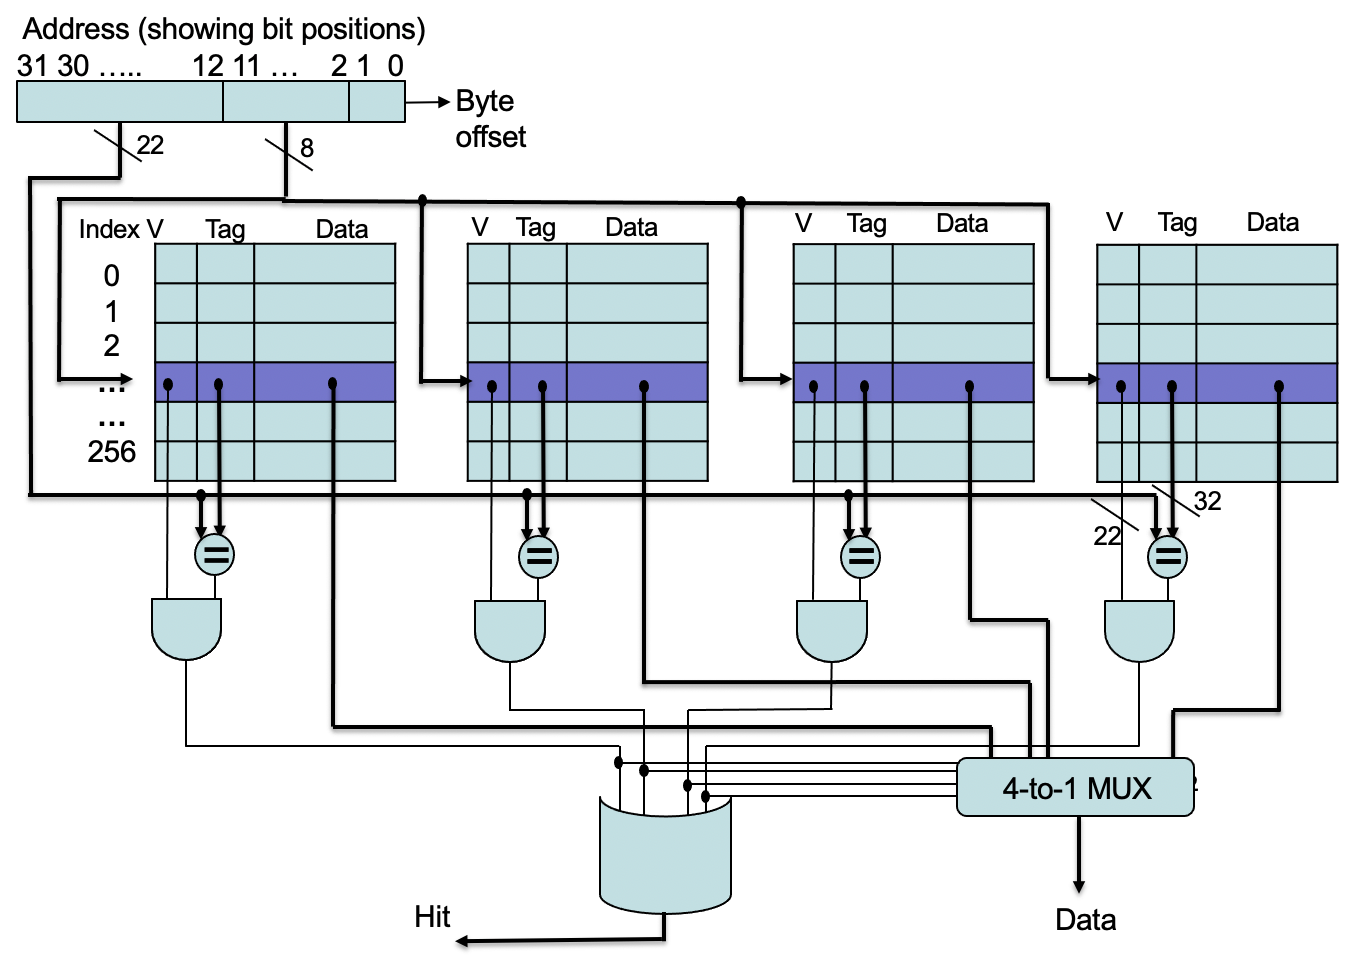 Address (showing bit positions)
31 30 ..... 12 11 ... 2 1 0
Byte
offset
22
8
Index V Tag Data
V Tag Data
V Tag Data
V Tag Data
0
1
2
...
...
256
32
22
=
=
=
=
4-to-1 MUX
Hit
Data